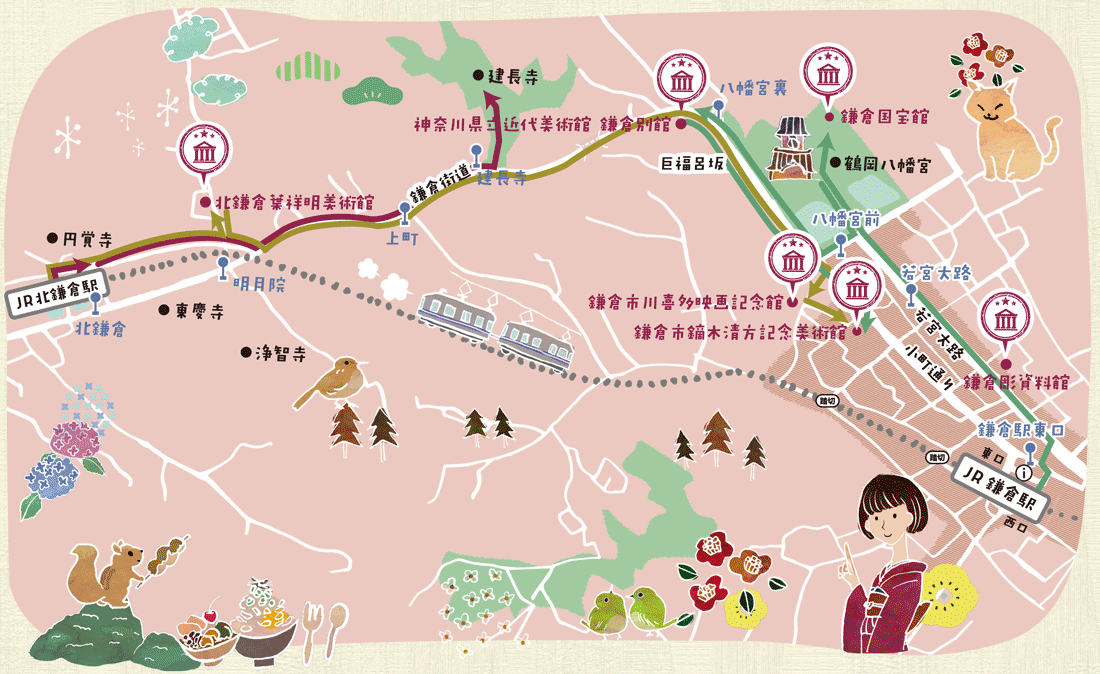 建長寺
八幡宮裏
神奈川県立近代美術館 鎌倉別館
鎌倉国宝館
巨福呂坂
鶴岡八幡宮
鎌倉街道
建長寺
北鎌倉葉祥明美術館
上町
八幡宮前
円覚寺
JR北鎌倉駅
明月院
北鎌倉
東慶寺
浄智寺
若宮大路
鎌倉市川喜多映画記念館
鎌倉市鏑木清方記念美術館
若宮大路
小町通り
鎌倉彫資料館
踏切
鎌倉駅東口
踏切
東口
i
JR 鎌倉駅
西口